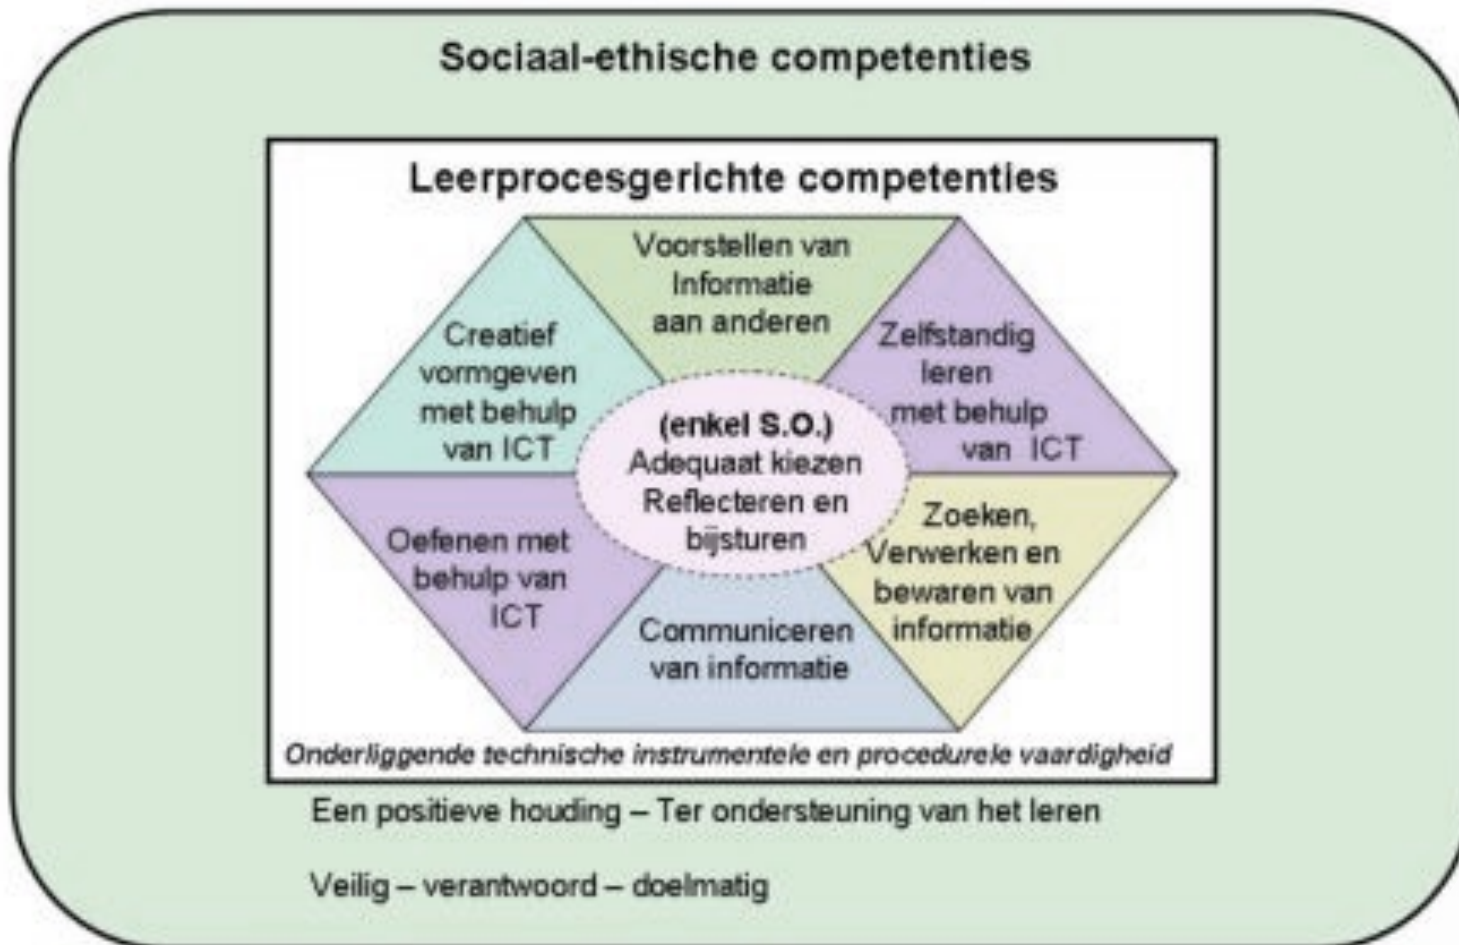 Sociaal-ethische competenties
Leerprocesgerichte competenties
Voorstellen van
Informatie
aan anderen
Creatief
vormgeven
met behulp
van ICT
Zelfstandig
leren
met behulp
van ICT
(enkel S.O.)
Adequaat kiezen
Reflecteren en
bijsturen
Oefenen met
behulp van
ICT
Zoeken,
Verwerken en
bewaren van
informatie
Communiceren
van informatie
Onderliggende technische instrumentele en procedurele vaardigheid
Een positieve houding – Ter ondersteuning van het leren
Veilig – verantwoord – doelmatig